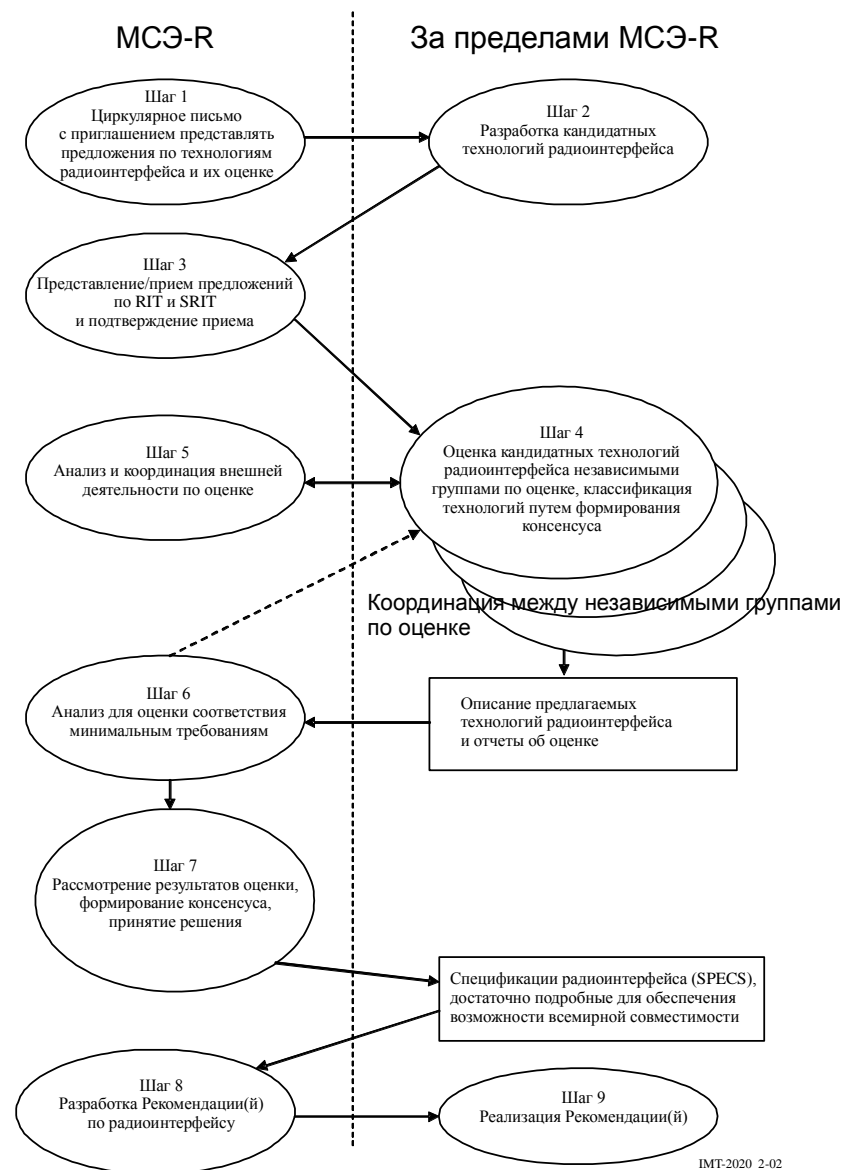 МСЭ-R
За пределами МСЭ-R
Шаг 1
Циркулярное письмо
с приглашением представлять
предложения по технологиям
радиоинтерфейса и их оценке
Шаг 2
Разработка кандидатных
технологий радиоинтерфейса
Шаг 3
Представление/прием предложений
по RIT и SRIT
и подтверждение приема
Шаг 4
Оценка кандидатных технологий
радиоинтерфейса независимыми
группами по оценке, классификация
технологий путем формирования
консенсуса
Шаг 5
Анализ и координация внешней
деятельности по оценке
Координация между независимыми группами
по оценке
Шаг 6
Анализ для оценки соответствия
минимальным требованиям
Описание предлагаемых
технологий радиоинтерфейса
и отчеты об оценке
Шаг 7
Рассмотрение результатов оценки,
формирование консенсуса,
принятие решения
Спецификации радиоинтерфейса (SPECS),
достаточно подробные для обеспечения
возможности всемирной совместимости
Шаг 8
Разработка Рекомендации(й)
по радиоинтерфейсу
Шаг 9
Реализация Рекомендации(й)
IMT-2020_2-02